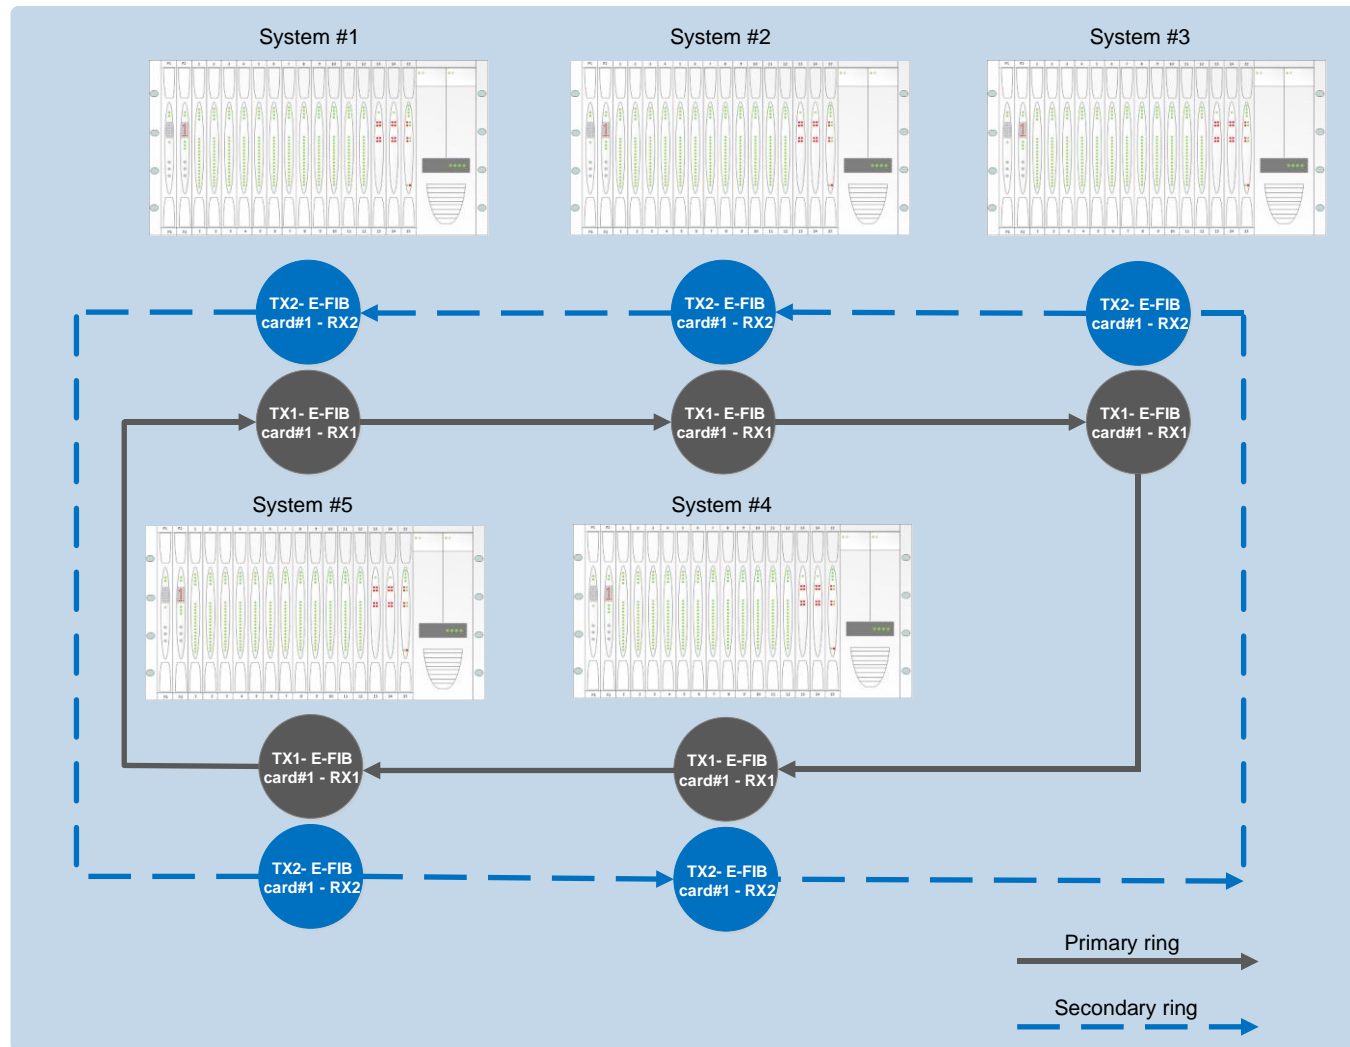 System #1
System #2
System #3
TX2- E-FIB
card#1 - RX2
TX2- E-FIB
card#1 - RX2
TX2- E-FIB
card#1 - RX2
TX1- E-FIB
card#1 - RX1
TX1- E-FIB
card#1 - RX1
TX1- E-FIB
card#1 - RX1
System #5
System #4
TX1- E-FIB
card#1 - RX1
TX1- E-FIB
card#1 - RX1
TX2- E-FIB
card#1 - RX2
TX2- E-FIB
card#1 - RX2
Primary ring
Secondary ring